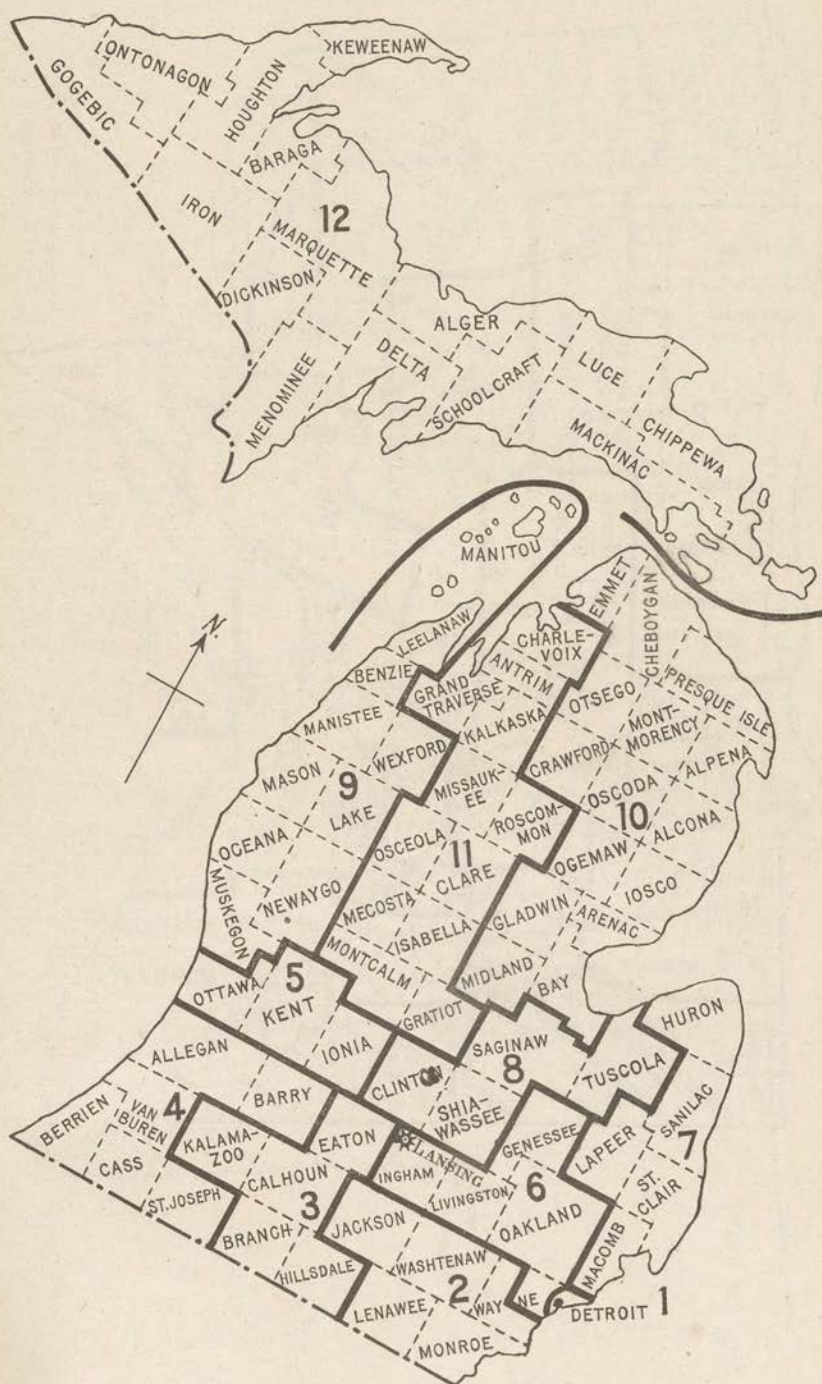 KEWEENAW
ONTONAGON
HOUGHTON
GOGEBIC
BARAGA
IRON
12
MARQUETTE
DICKINSON
ALGER
MENOMINEE
DELTA
SCHOOLCRAFT
LUCE
CHIPPEWA
MACKINAC
MANITOU
N.
EMMET
CHEBOYGAN
LEELANAW
CHARLE-
VOIX
BENZIE
ANTRIM
GRAND
TRAVERSE
OTSEGO
PRESQUE ISLE
MANISTEE
KALKASKA
MONT-
MORENCY
WEXFORD
CRAWFORD
ALPENA
MASON
MISSAUK-
EE
OSCODA
9
LAKE
ROSCOM-
MON
10
ALCONA
OCEANA
OSCEOLA
11
CLARE
OGEMAW
IOSCO
MUSKEGON
NEWAYGO
MECOSTA
ISABELLA
GLADWIN
ARENAC
MONTCALM
MIDLAND
BAY
5
OTTAWA
KENT
GRATIOT
HURON
IONIA
SAGINAW
8
TUSCOLA
ALLEGAN
CLINTON
SHIA-
WASSEE
SANILAC
BARRY
GENESSEE
LAPEER
7
4
BERRIEN
VAN
BUREN
KALAMA-
ZOO
EATON
LANSING
INGHAM
LIVINGSTON
6
OAKLAND
ST.
CLAIR
CASS
CALHOUN
MACOMB
ST. JOSEPH
3
JACKSON
BRANCH
HILLSDALE
WASHTENAW
2
WAYNE
DETROIT 1
LENAWEE
MONROE